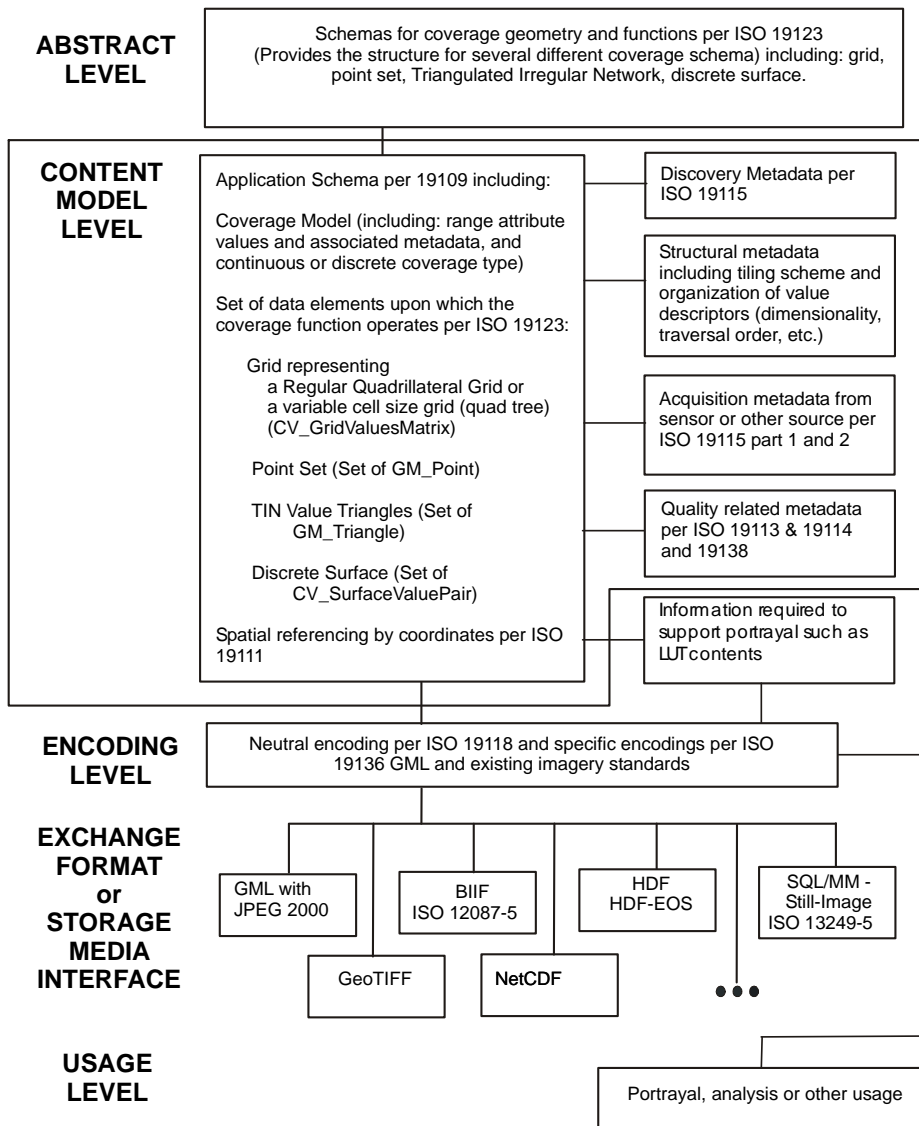 ABSTRACT
LEVEL
Schemas for coverage geometry and functions per ISO 19123
(Provides the structure for several different coverage schema) including: grid,
point set, Triangulated Irregular Network, discrete surface.
CONTENT
MODEL
LEVEL
Application Schema per 19109 including:
Coverage Model (including: range attribute
values and associated metadata, and
continuous or discrete coverage type)
Set of data elements upon which the
coverage function operates per ISO 19123:
Grid representing
a Regular Quadrillateral Grid or
a variable cell size grid (quad tree)
(CV_GridValuesMatrix)
Point Set (Set of GM_Point)
TIN Value Triangles (Set of
GM_Triangle)
Discrete Surface (Set of
CV_SurfaceValuePair)
Spatial referencing by coordinates per ISO
19111
Discovery Metadata per
ISO 19115
Structural metadata
including tiling scheme and
organization of value
descriptors (dimensionality,
traversal order, etc.)
Acquisition metadata from
sensor or other source per
ISO 19115 part 1 and 2
Quality related metadata
per ISO 19113 & 19114
and 19138
Information required to
support portrayal such as
LUT contents
ENCODING
LEVEL
Neutral encoding per ISO 19118 and specific encodings per ISO
19136 GML and existing imagery standards
EXCHANGE
FORMAT
or
STORAGE
MEDIA
INTERFACE
GML with
JPEG 2000
BIIF
ISO 12087-5
HDF
HDF-EOS
SQL/MM -
Still-Image
ISO 13249-5
GeoTIFF
NetCDF
USAGE
LEVEL
Portrayal, analysis or other usage